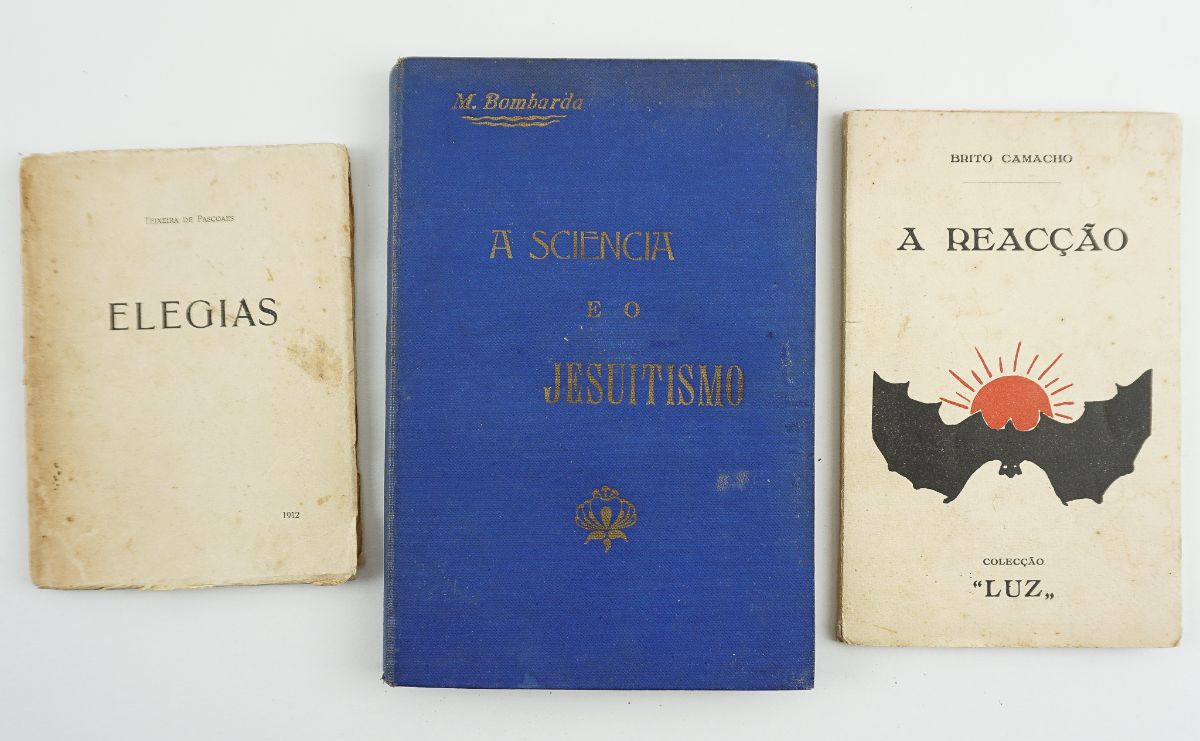 TEIXEIRA DE PASCOAES
ELEGIAS
1912
M. Bombarda
A SCIENCIA
E O
JESUITISMO
BRITO CAMACHO
A REACÇÃO
COLECÇÃO
“LUZ„